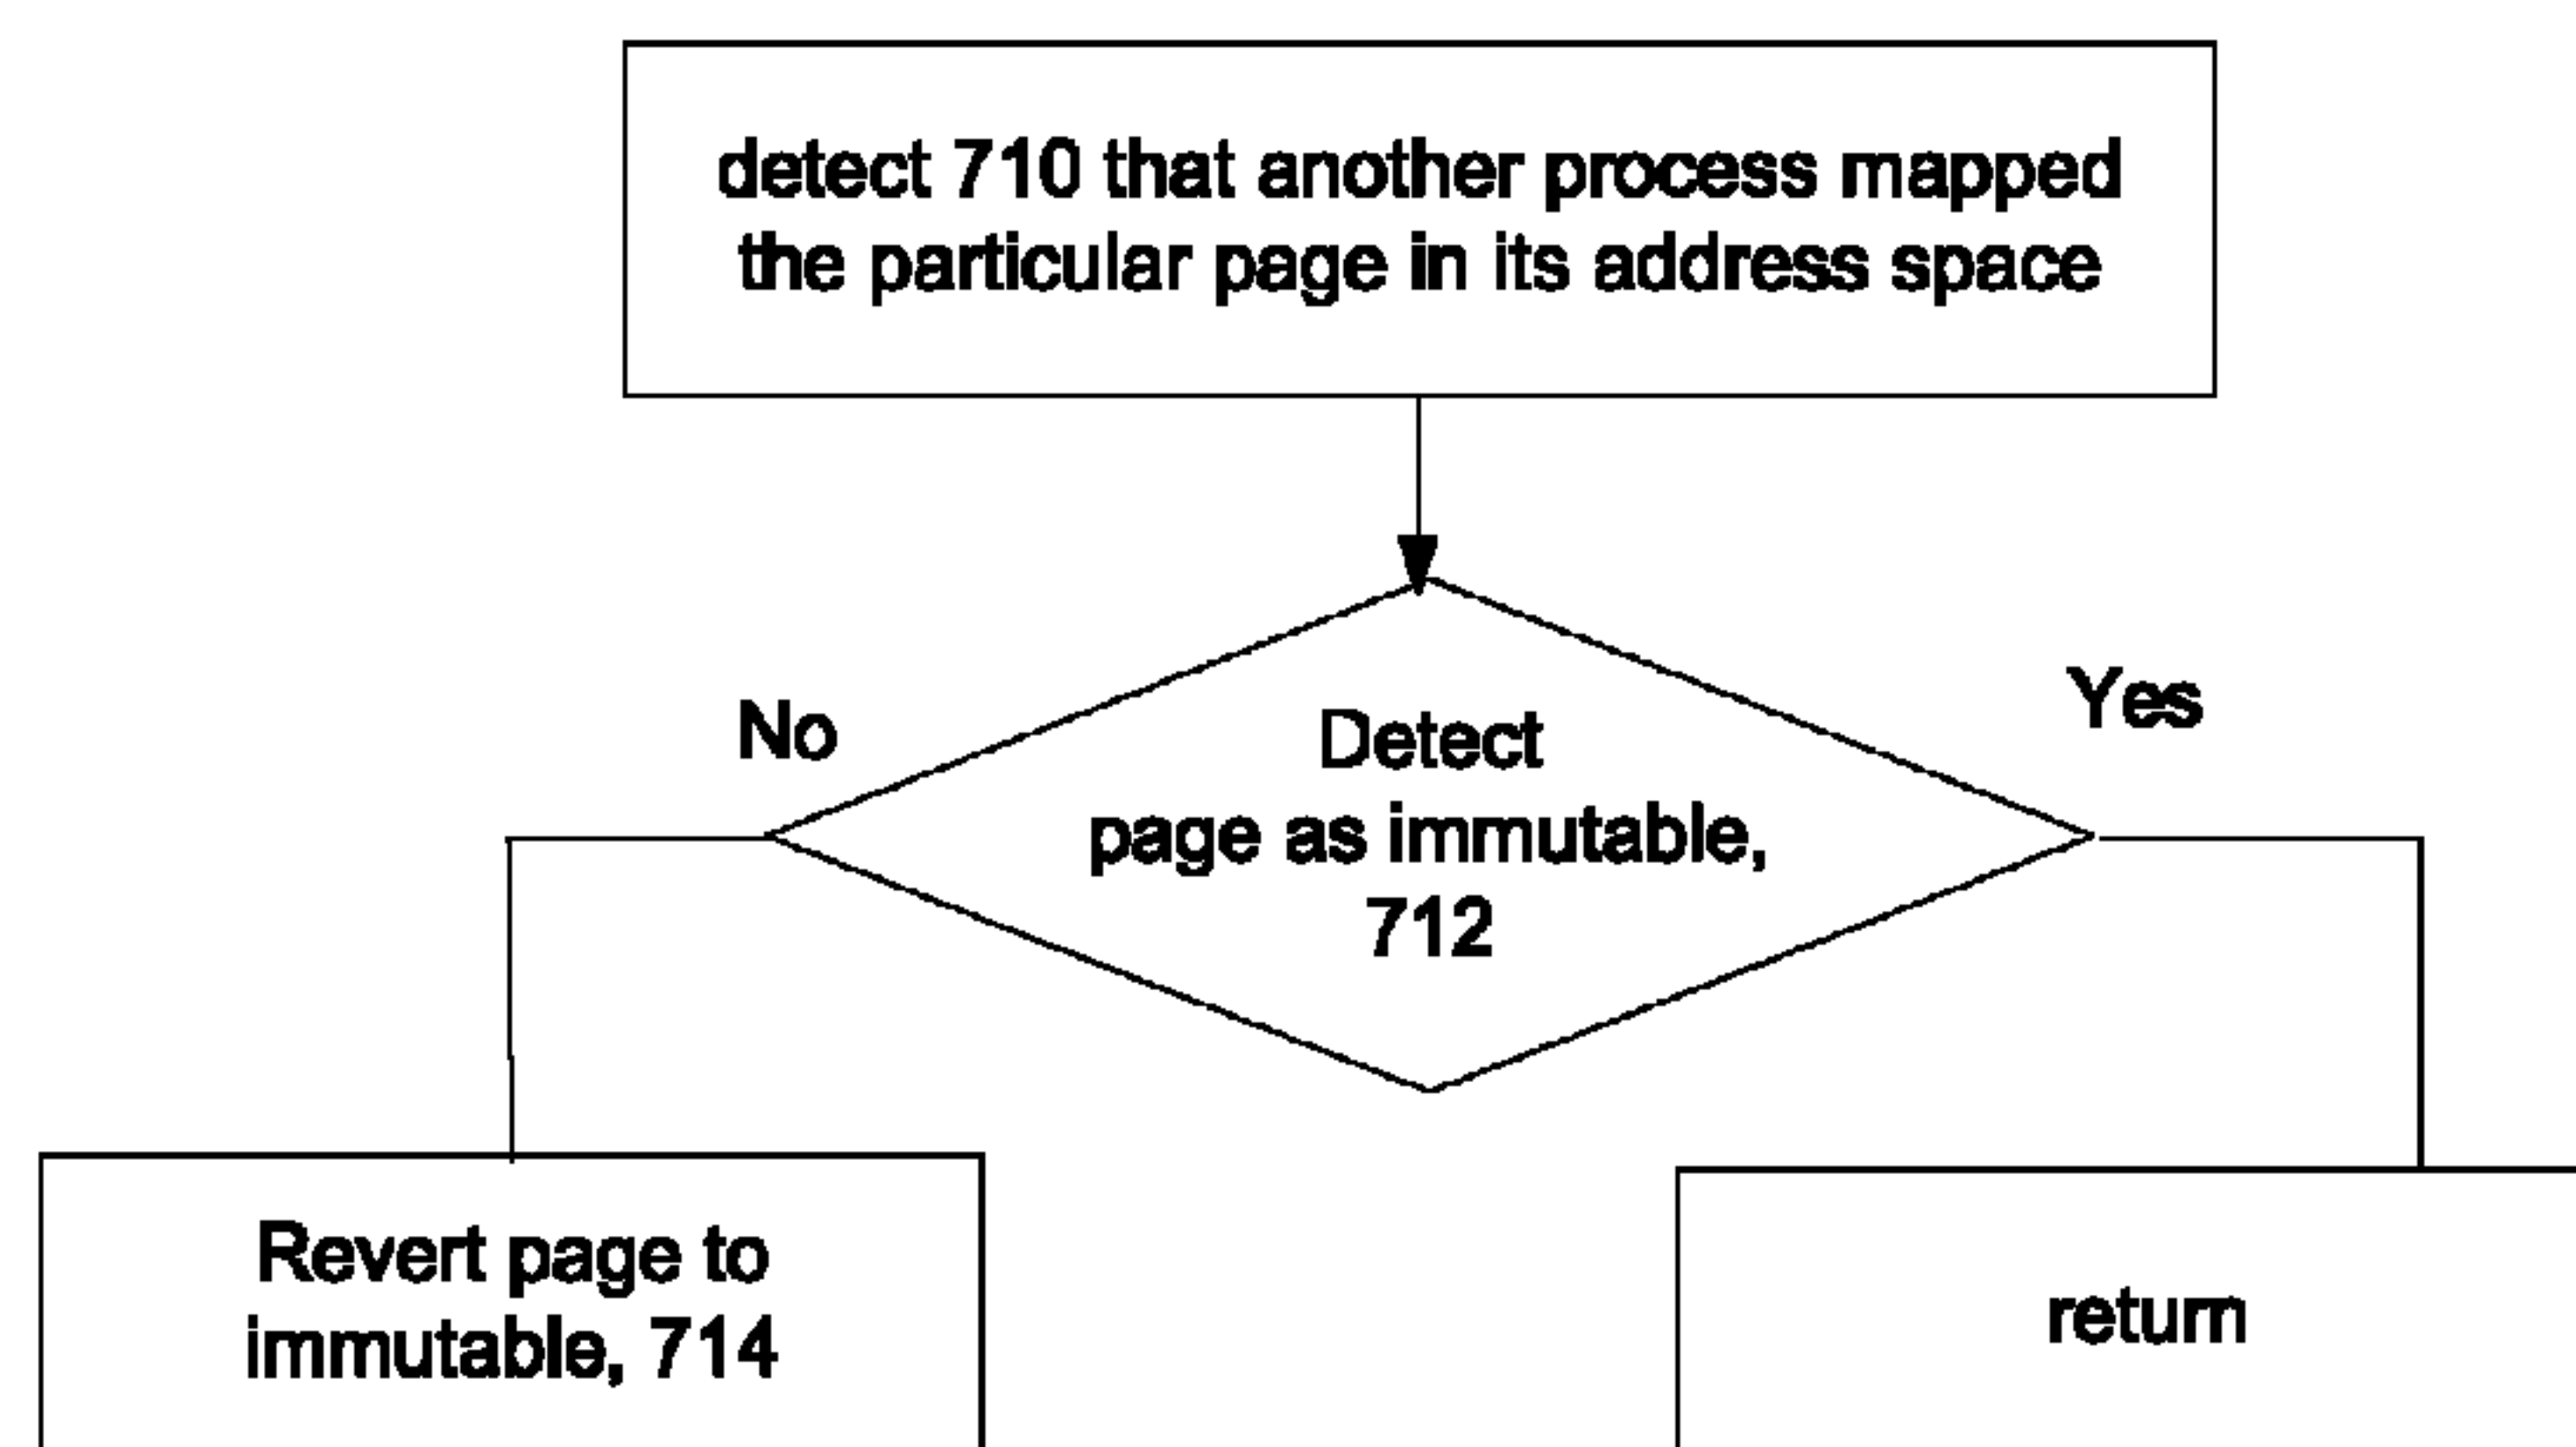 detect 710 that another process mapped
the particular page in its address space
No
Yes
Detect
page as immutable,
712
Revert page to
immutable, 714
return